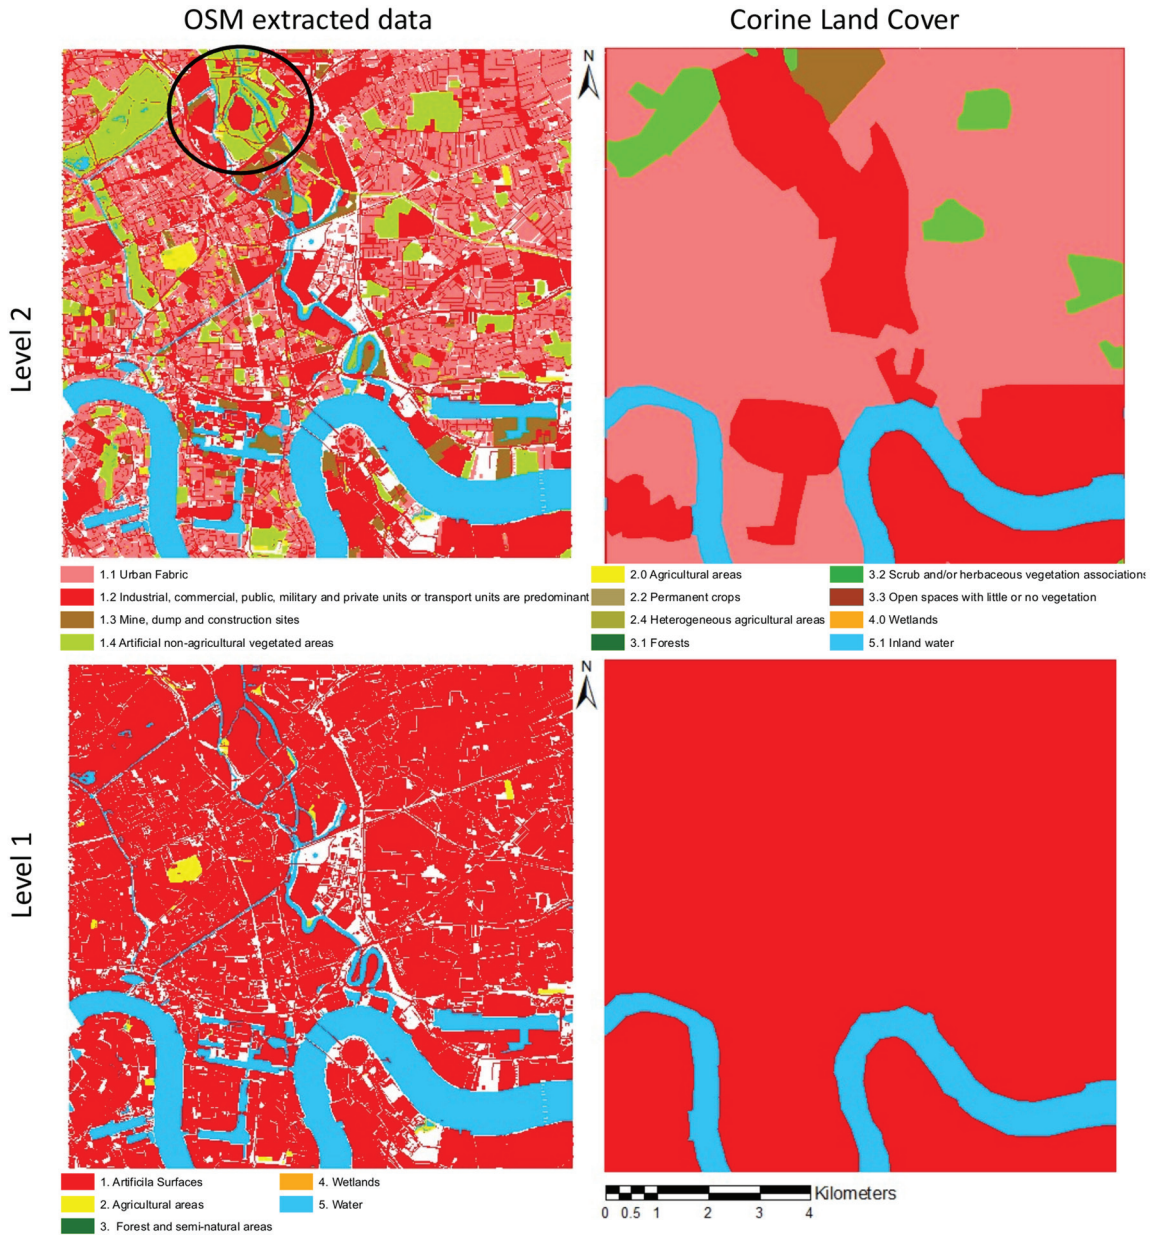 OSM extracted data
Corine Land Cover
N
Level 2
1.1 Urban Fabric
1.2 Industrial, commercial, public, military and private units or transport units are predominant
1.3 Mine, dump and construction sites
1.4 Artificial non-agricultural vegetated areas
2.0 Agricultural areas
2.2 Permanent crops
2.4 Heterogeneous agricultural areas
3.1 Forests
3.2 Scrub and/or herbaceous vegetation associations
3.3 Open spaces with little or no vegetation
4.0 Wetlands
5.1 Inland water
N
Level 1
n
1. Artificila Surfaces
2. Agricultural areas
3. Forest and semi-natural areas
4. Wetlands
5. Water
Kilometers
0 0.5 1 2 3 4